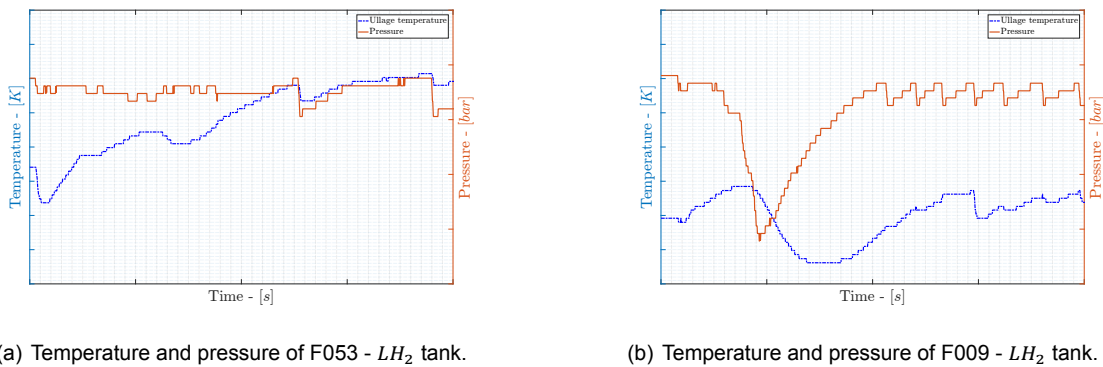 Ullage temperature
Pressure
Temperature - [K]
Pressure - [bar]
Time - [s]
(a) Temperature and pressure of F053 - LH₂ tank.
Ullage temperature
Pressure
Temperature - [K]
Pressure - [bar]
Time - [s]
(b) Temperature and pressure of F009 - LH₂ tank.